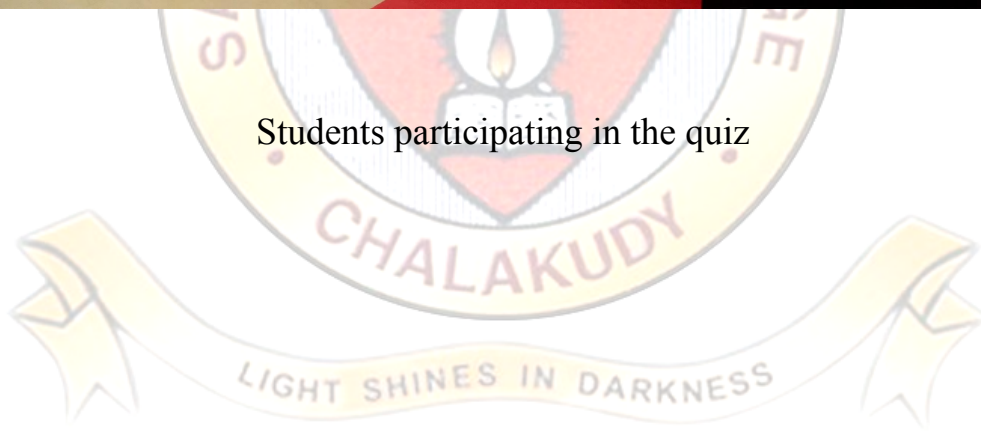 Students participating in the quiz
CHALAKUDY
LIGHT SHINES IN DARKNESS